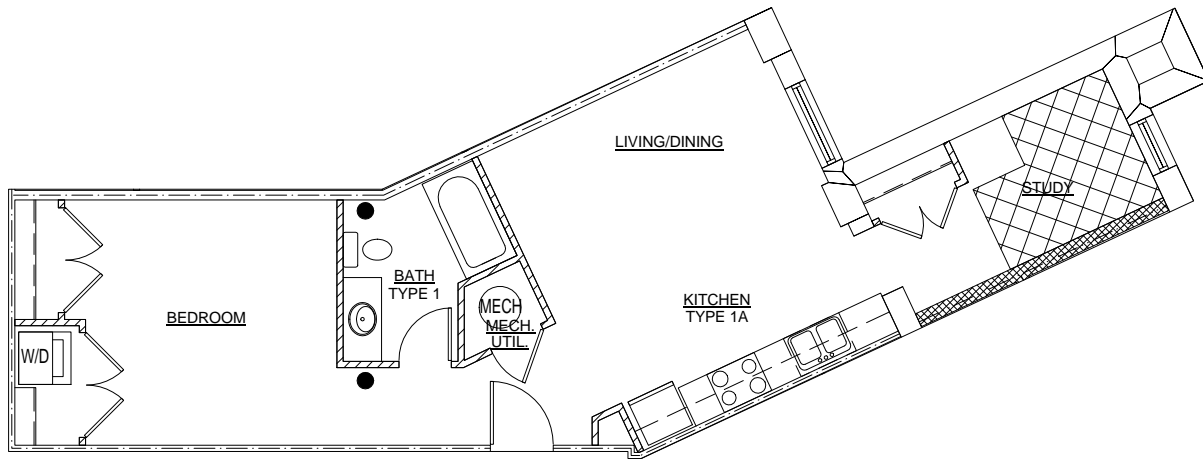 LIVING/DINING
STUDY
BATH
TYPE 1
KITCHEN
TYPE 1A
MECH
MECH.
UTIL.
BEDROOM
W/D